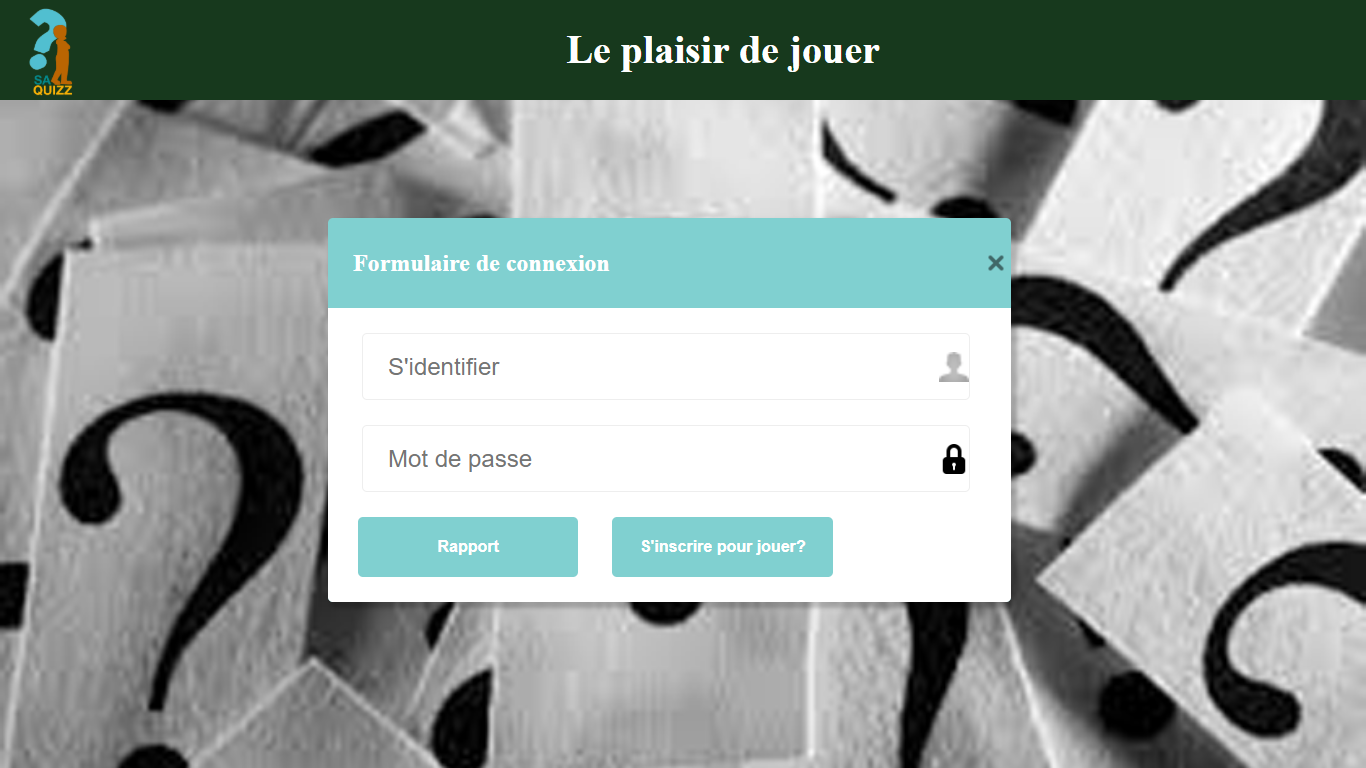 SA
QUIZZ
Le plaisir de jouer
Formulaire de connexion
S'identifier
Mot de passe
Rapport
S'inscrire pour jouer?